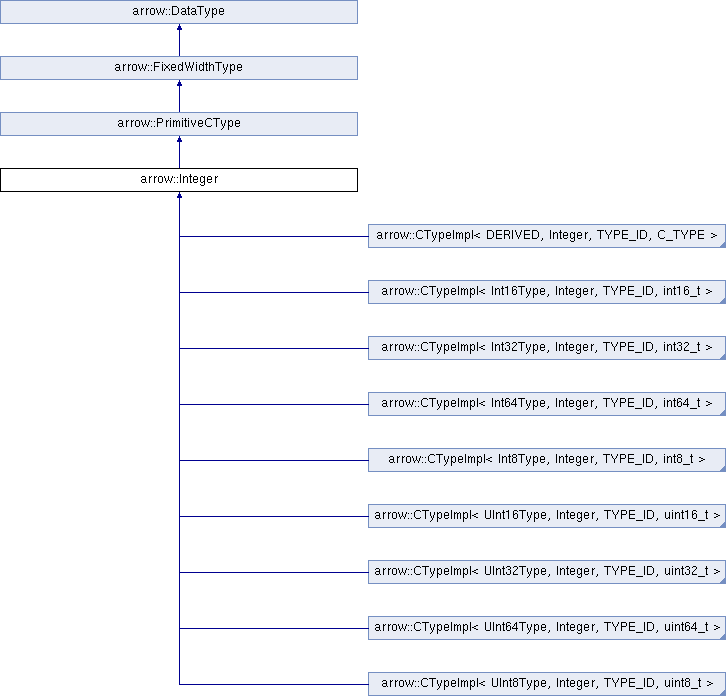 arrow::DataType
arrow::FixedWidthType
arrow::PrimitiveCType
arrow::Integer
arrow::CTypeImpl< DERIVED, Integer, TYPE_ID, C_TYPE >
arrow::CTypeImpl< Int16Type, Integer, TYPE_ID, int16_t >
arrow::CTypeImpl< Int32Type, Integer, TYPE_ID, int32_t >
arrow::CTypeImpl< Int64Type, Integer, TYPE_ID, int64_t >
arrow::CTypeImpl< Int8Type, Integer, TYPE_ID, int8_t >
arrow::CTypeImpl< UInt16Type, Integer, TYPE_ID, uint16_t >
arrow::CTypeImpl< UInt32Type, Integer, TYPE_ID, uint32_t >
arrow::CTypeImpl< UInt64Type, Integer, TYPE_ID, uint64_t >
arrow::CTypeImpl< UInt8Type, Integer, TYPE_ID, uint8_t >